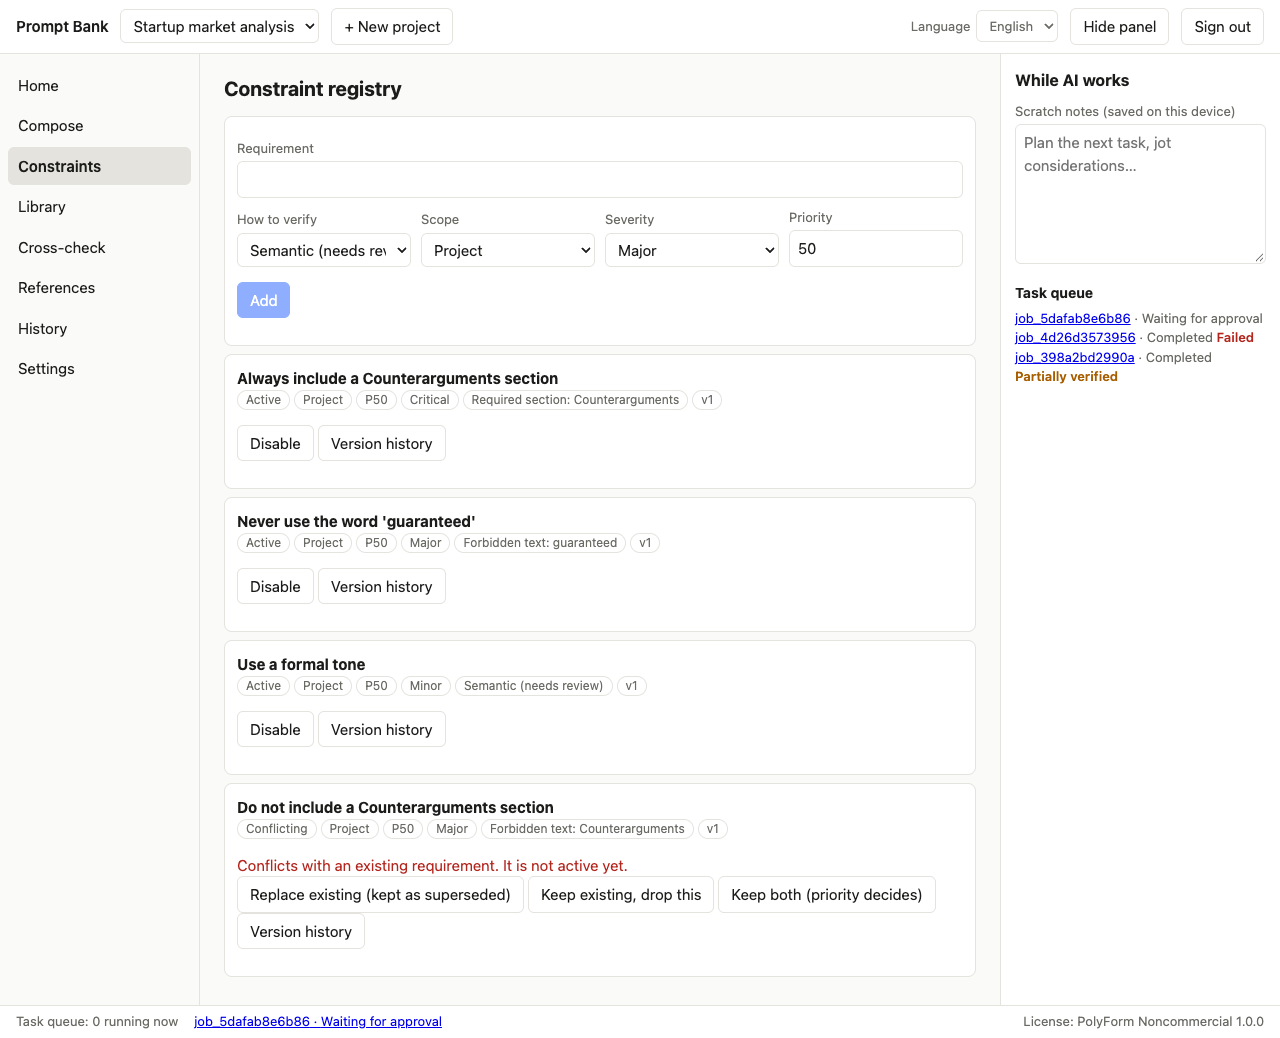 Prompt Bank Startup market analysis + New project Language English Hide panel Sign out
Home
Compose
Constraints
Library
Cross-check
References
History
Settings
Constraint registry
Requirement
How to verify Scope Severity Priority
Semantic (needs rev Project Major 50
Add
Always include a Counterarguments section
Active Project P50 Critical Required section: Counterarguments v1
Disable Version history
Never use the word 'guaranteed'
Active Project P50 Major Forbidden text: guaranteed v1
Disable Version history
Use a formal tone
Active Project P50 Minor Semantic (needs review) v1
Disable Version history
Do not include a Counterarguments section
Conflicting Project P50 Major Forbidden text: Counterarguments v1
Conflicts with an existing requirement. It is not active yet.
Replace existing (kept as superseded) Keep existing, drop this Keep both (priority decides)
Version history
While AI works
Scratch notes (saved on this device)
Plan the next task, jot
considerations...
Task queue
job_5dafab8e6b86 · Waiting for approval
job_4d26d3573956 · Completed Failed
job_398a2bd2990a · Completed
Partially verified
Task queue: 0 running now job_5dafab8e6b86 · Waiting for approval License: PolyForm Noncommercial 1.0.0